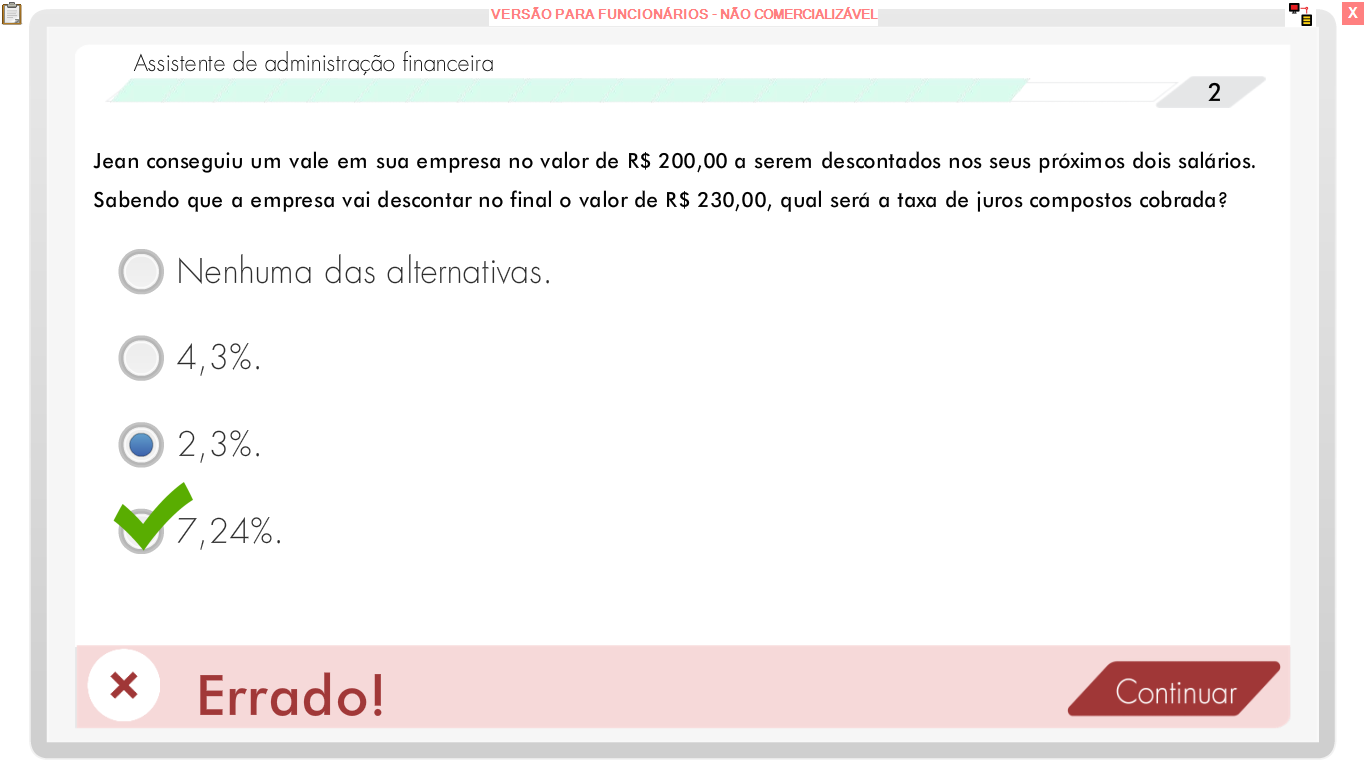 VERSÃO PARA FUNCIONÁRIOS - NÃO COMERCIALIZÁVEL
X
Assistente de administração financeira
2
Jean conseguiu um vale em sua empresa no valor de R$ 200,00 a serem descontados nos seus próximos dois salários.
Sabendo que a empresa vai descontar no final o valor de R$ 230,00, qual será a taxa de juros compostos cobrada?
Nenhuma das alternativas.
4,3%.
2,3%.
7,24%.
Errado!
Continuar